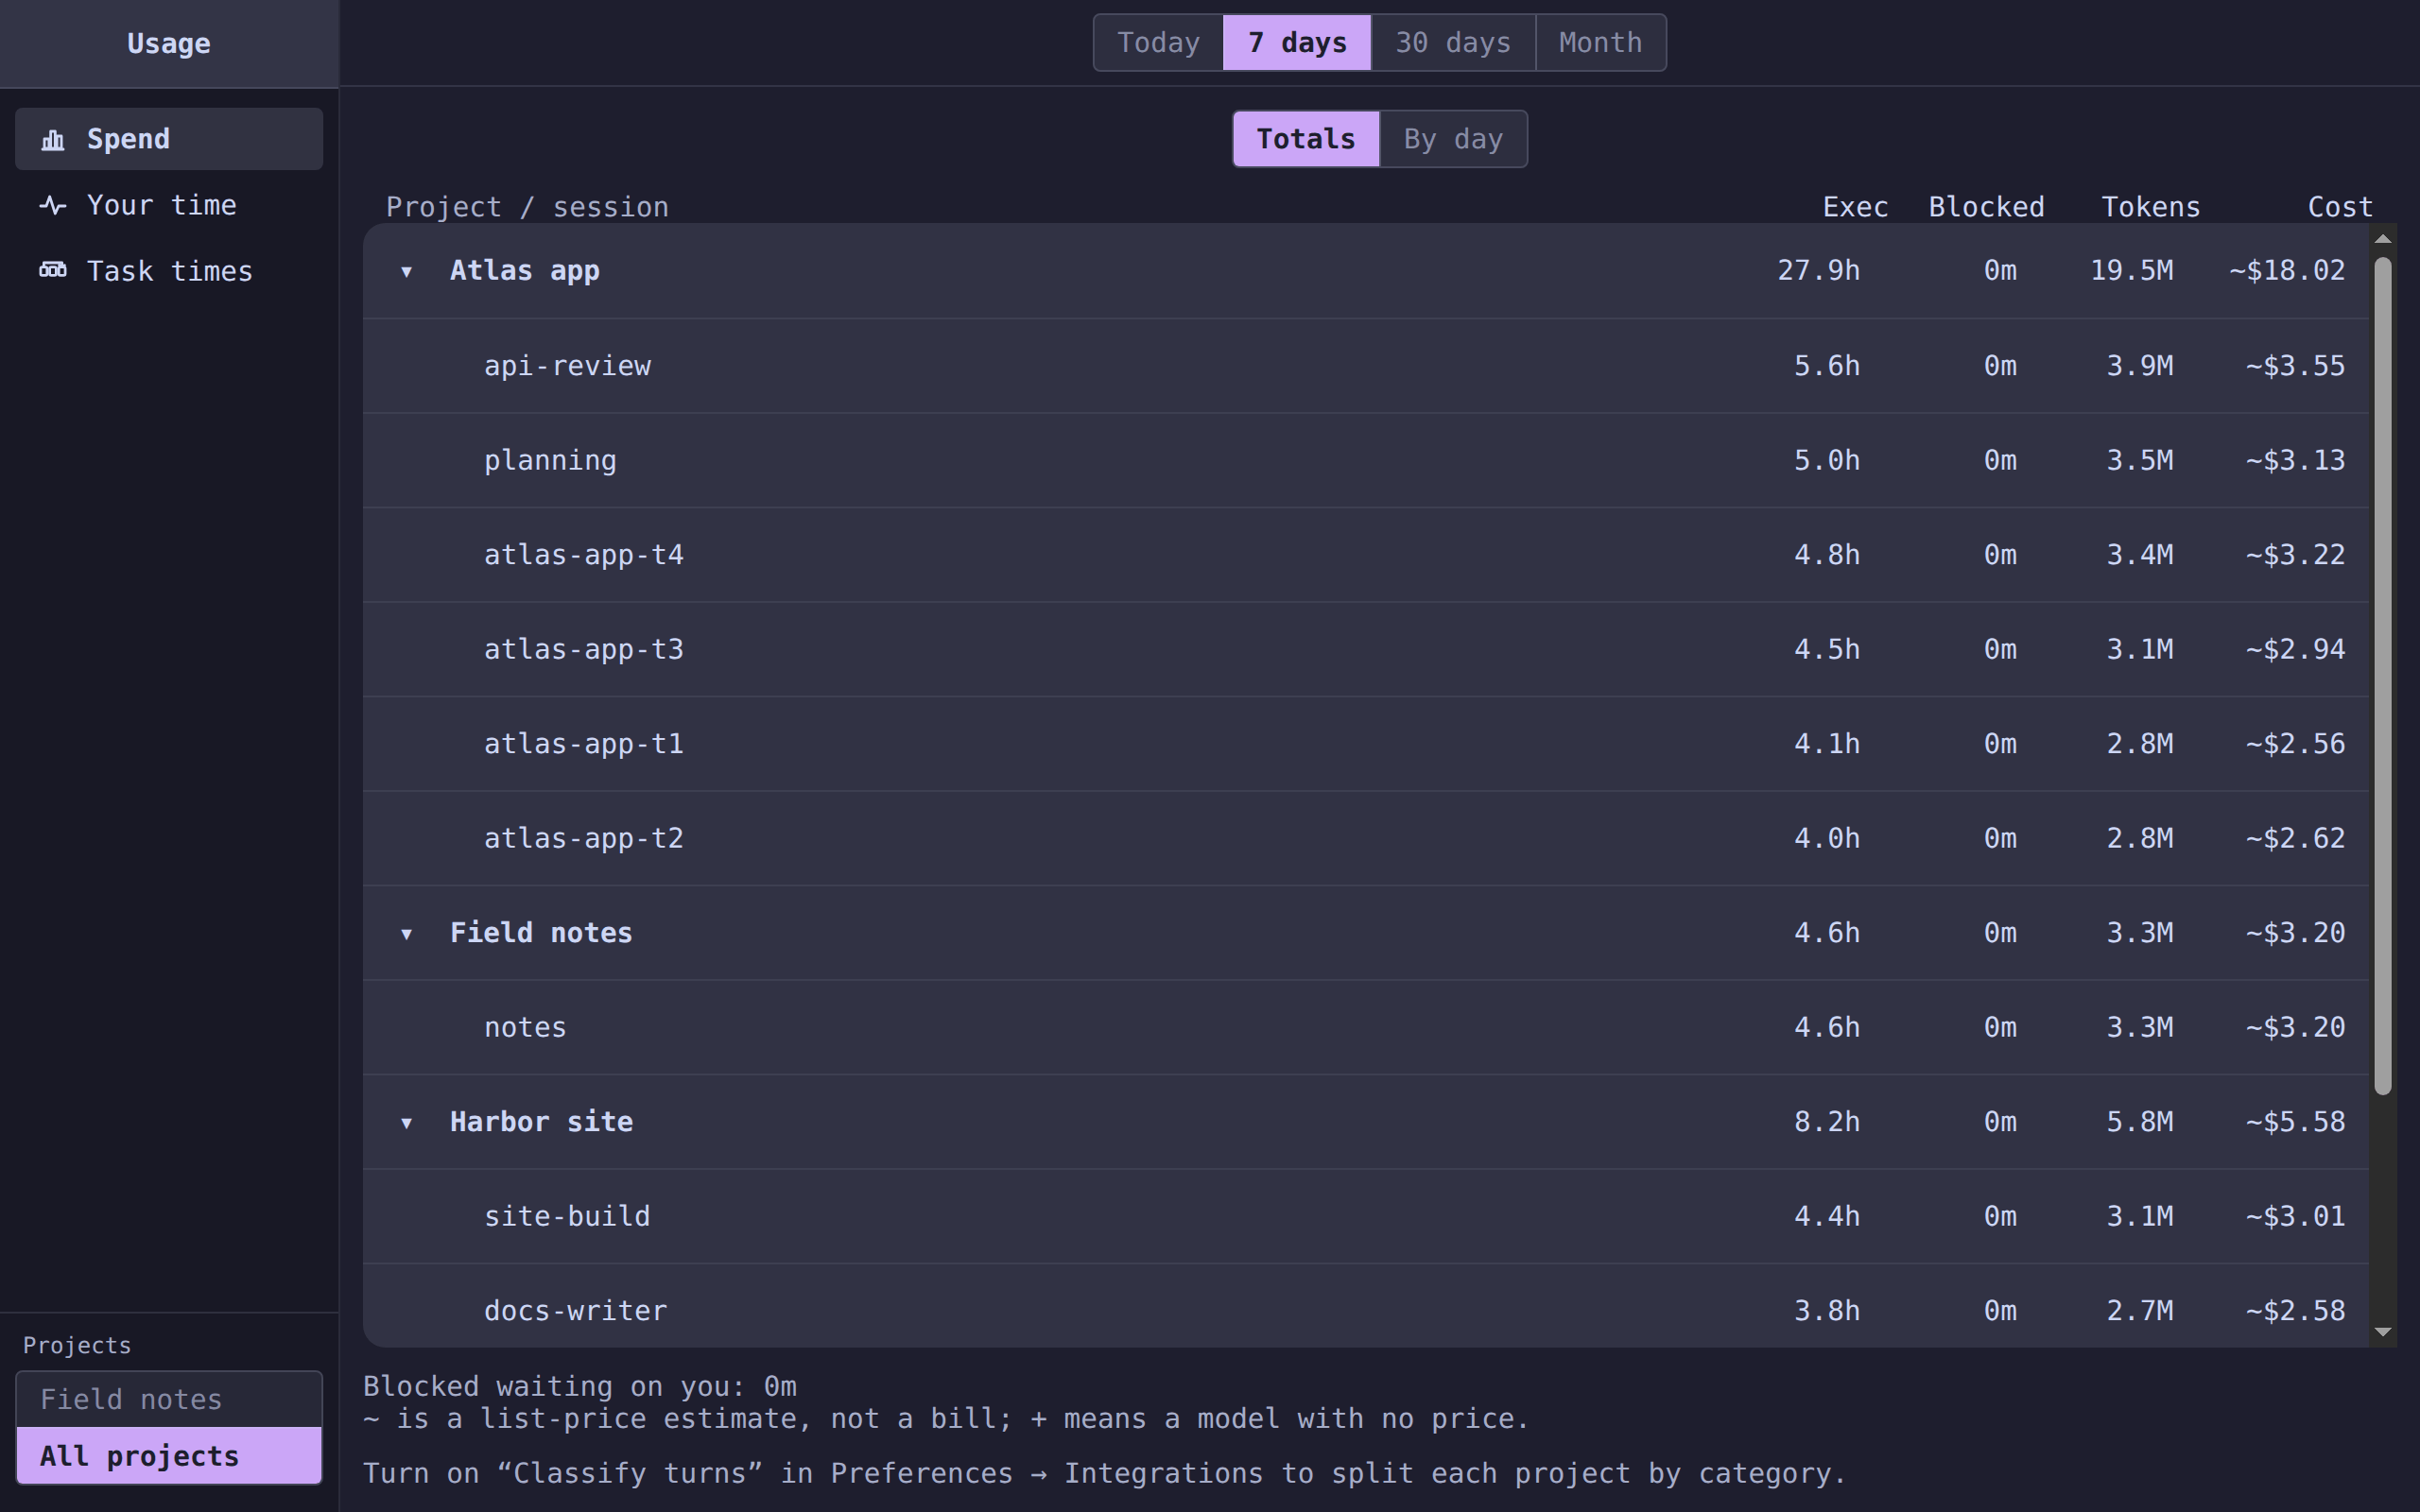 Usage
Today 7 days 30 days Month
Spend
Your time
Task times
Totals By day
Project / session Exec Blocked Tokens Cost
▼ Atlas app 27.9h 0m 19.5M ~$18.02
api-review 5.6h 0m 3.9M ~$3.55
planning 5.0h 0m 3.5M ~$3.13
atlas-app-t4 4.8h 0m 3.4M ~$3.22
atlas-app-t3 4.5h 0m 3.1M ~$2.94
atlas-app-t1 4.1h 0m 2.8M ~$2.56
atlas-app-t2 4.0h 0m 2.8M ~$2.62
▼ Field notes 4.6h 0m 3.3M ~$3.20
notes 4.6h 0m 3.3M ~$3.20
▼ Harbor site 8.2h 0m 5.8M ~$5.58
site-build 4.4h 0m 3.1M ~$3.01
docs-writer 3.8h 0m 2.7M ~$2.58
Projects
Field notes
All projects
Blocked waiting on you: 0m
~ is a list-price estimate, not a bill; + means a model with no price.
Turn on “Classify turns” in Preferences → Integrations to split each project by category.